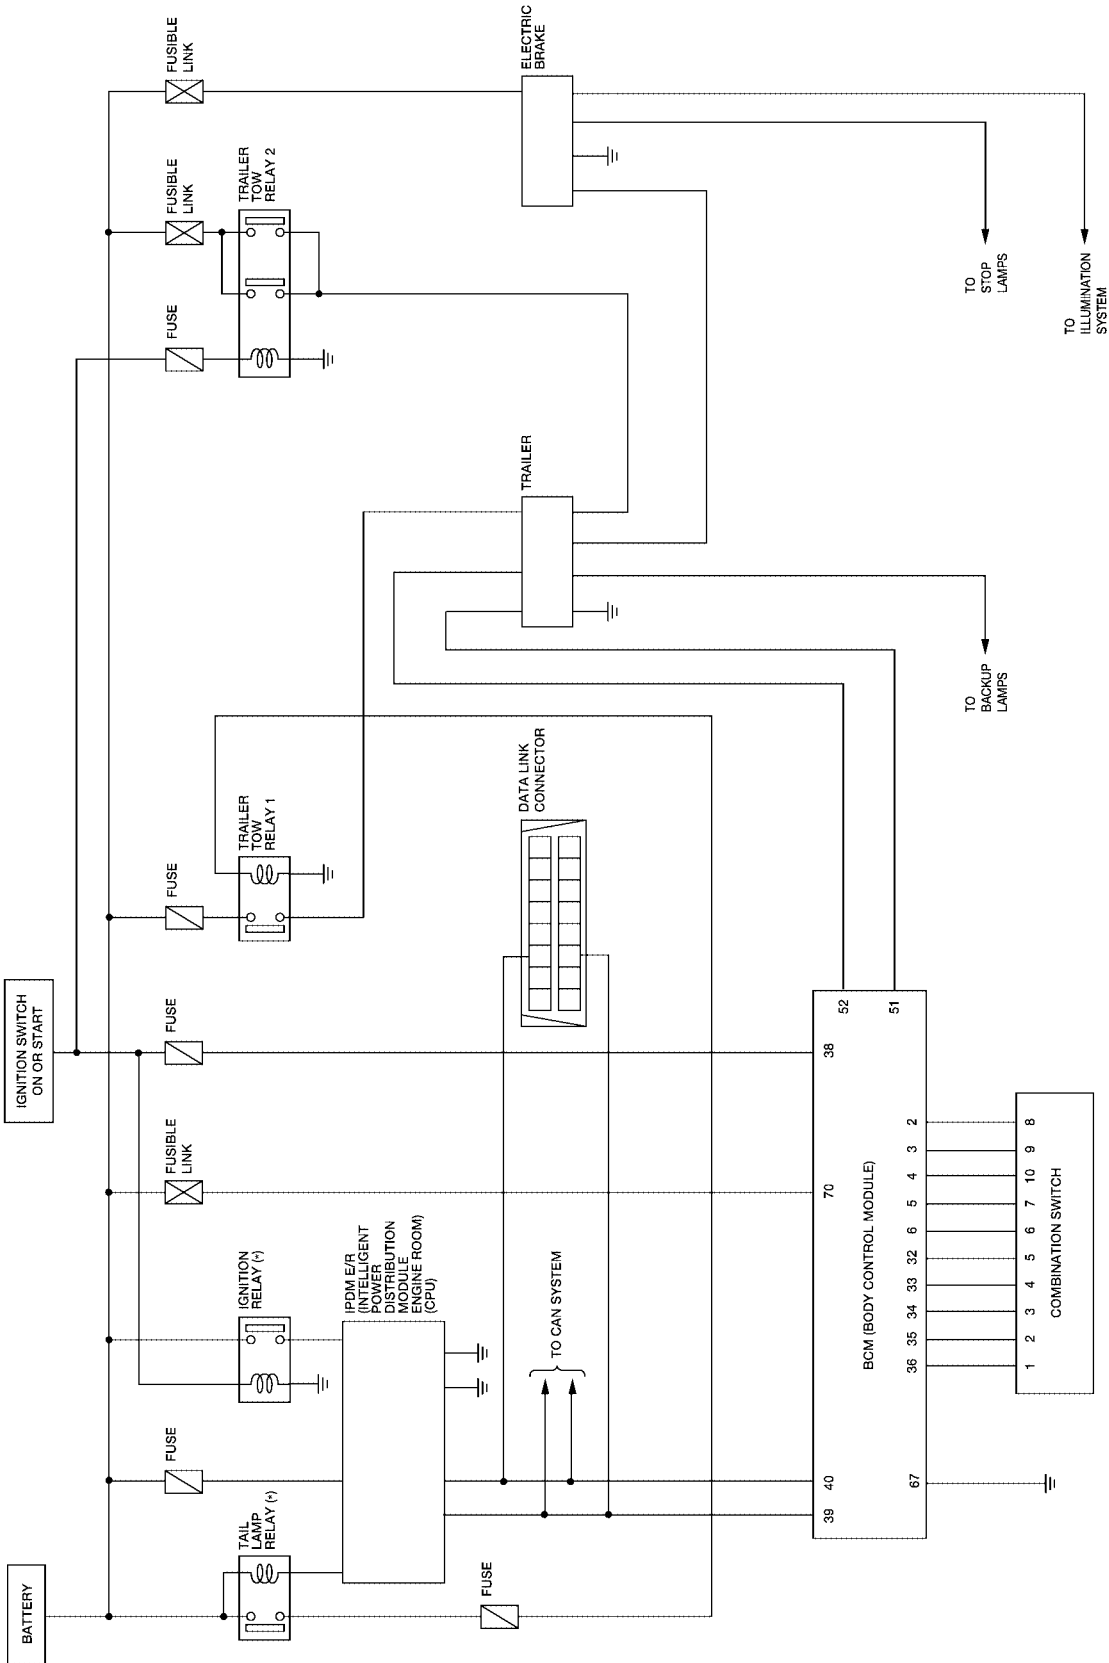 BATTERY
IGNITION SWITCH
ON OR START
FUSE
FUSIBLE
LINK
FUSE
FUSE
FUSE
FUSIBLE
LINK
FUSIBLE
LINK
TAIL
LAMP
RELAY (*)
IGNITION
RELAY (*)
TRAILER
TOW
RELAY 1
TRAILER
TOW
RELAY 2
IPDM E/R
(INTELLIGENT
POWER
DISTRIBUTION
MODULE
ENGINE ROOM)
(CPU)
FUSE
TO CAN SYSTEM
DATA LINK
CONNECTOR
TRAILER
ELECTRIC
BRAKE
39
40
70
38
52
51
BCM (BODY CONTROL MODULE)
67
36
35
34
33
32
6
5
4
3
2
1
2
3
4
5
6
7
10
9
8
COMBINATION SWITCH
TO
BACKUP
LAMPS
TO
STOP
LAMPS
TO
ILLUMINATION
SYSTEM